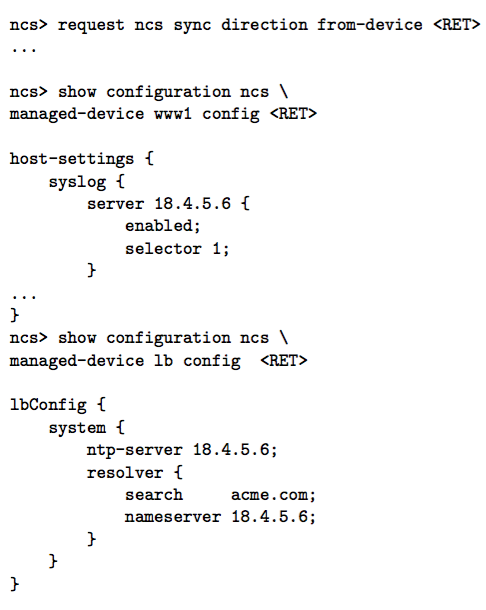 ncs> request ncs sync direction from-device <RET>
...
ncs> show configuration ncs \
managed-device www1 config <RET>
host-settings {
    syslog {
        server 18.4.5.6 {
            enabled;
            selector 1;
        }
...
}
ncs> show configuration ncs \
managed-device lb config  <RET>
lbConfig {
    system {
        ntp-server 18.4.5.6;
        resolver {
            search     acme.com;
            nameserver 18.4.5.6;
        }
    }
}